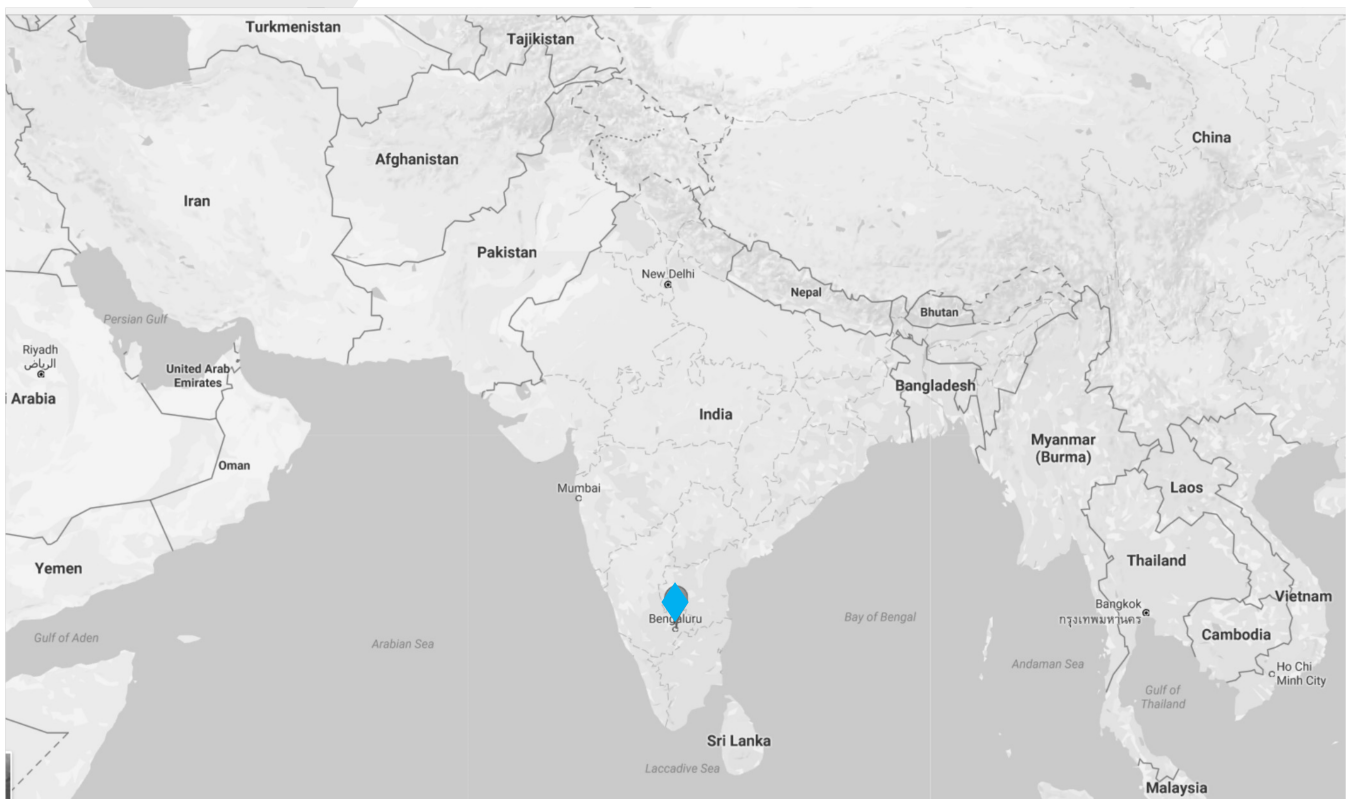 Turkmenistan
Tajikistan
China
Afghanistan
Iran
Pakistan
New Delhi
Nepal
Bhutan
Persian Gulf
Riyadh
الرياض
United Arab
Emirates
Bangladesh
i Arabia
India
Myanmar
(Burma)
Oman
Mumbai
Laos
Yemen
Thailand
Vietnam
Bangkok
กรุงเทพมหานคร
Bengaluru
Bay of Bengal
Gulf of Aden
Arabian Sea
Cambodia
Andaman Sea
Ho Chi
Minh City
Gulf of
Thailand
Sri Lanka
Laccadive Sea
Malaysia